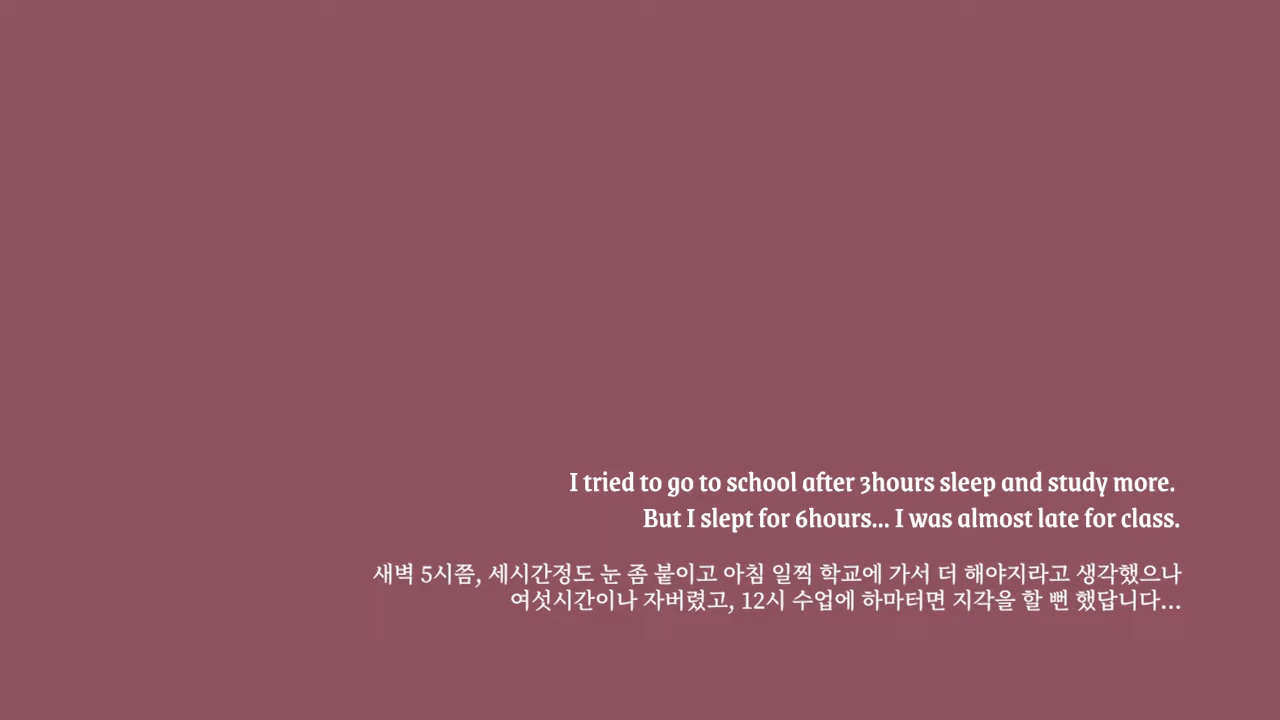 I tried to go to school after 3hours sleep and study more.
But I slept for 6hours... I was almost late for class.
새벽 5시쯤, 세시간정도 눈 좀 붙이고 아침 일찍 학교에 가서 더 해야지라고 생각했으나
여섯시간이나 자버렸고, 12시 수업에 하마터면 지각을 할 뻔 했답니다...